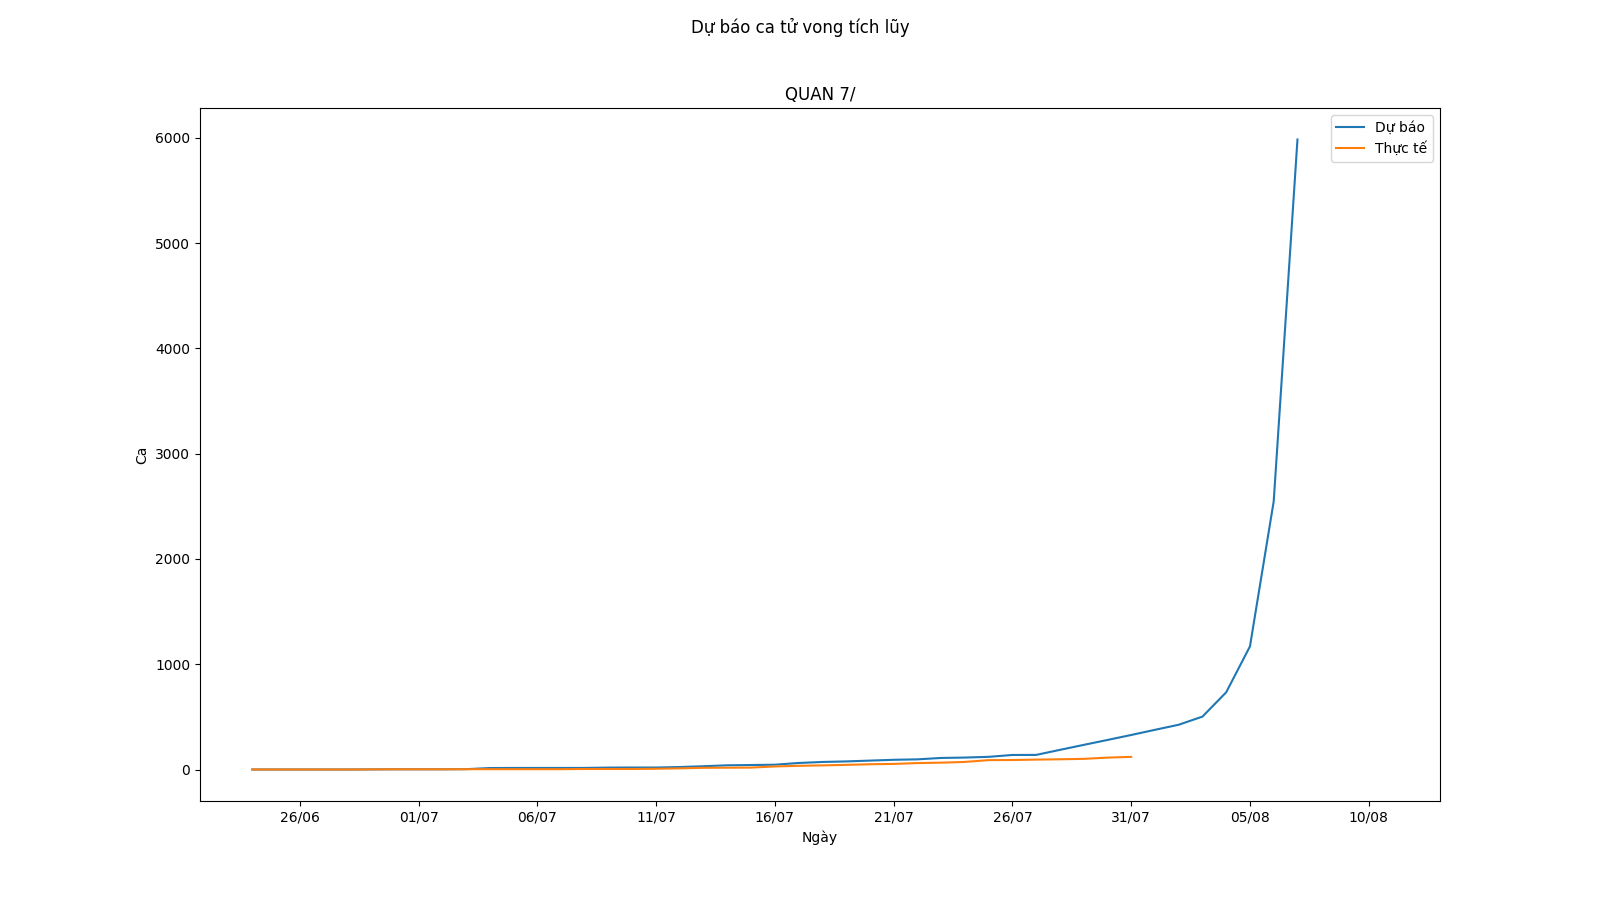 Dự báo ca tử vong tích lũy
QUAN 7/
Dự báo
Thực tế
6000
5000
4000
3000
2000
1000
0
Ca
26/06
01/07
06/07
11/07
16/07
21/07
26/07
31/07
05/08
10/08
Ngày